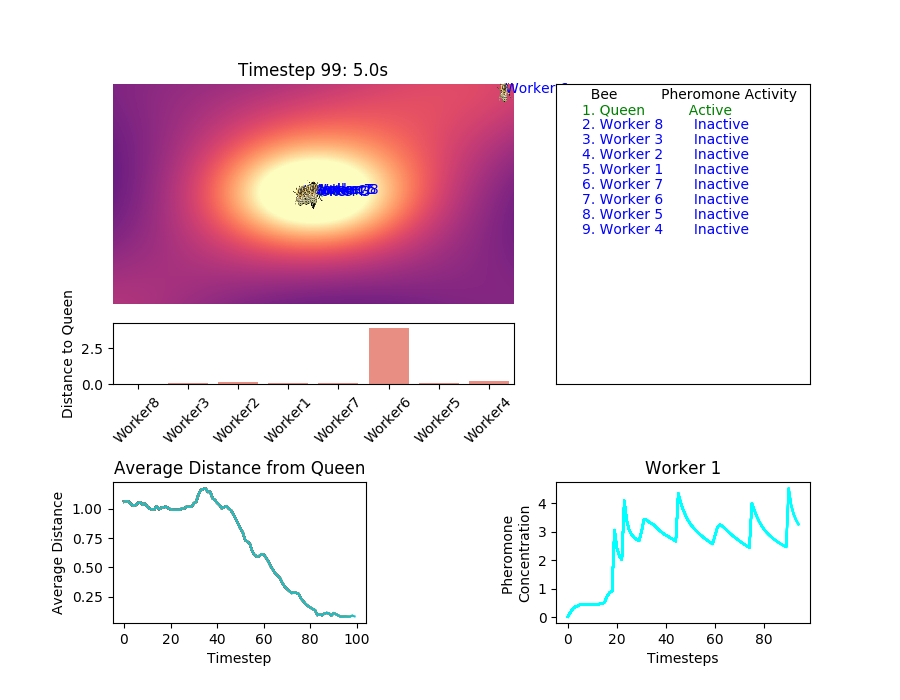 Timestep 99: 5.0s
Bee Pheromone Activity
1. Queen Active
2. Worker 8 Inactive
3. Worker 3 Inactive
4. Worker 2 Inactive
5. Worker 1 Inactive
6. Worker 7 Inactive
7. Worker 6 Inactive
8. Worker 5 Inactive
9. Worker 4 Inactive
Distance to Queen
2.5
0.0
Worker8
Worker3
Worker2
Worker1
Worker7
Worker6
Worker5
Worker4
Average Distance from Queen
Average Distance
1.00
0.75
0.50
0.25
0 20 40 60 80 100
Timestep
Worker 1
Pheromone
Concentration
4
3
2
1
0
0 20 40 60 80
Timesteps